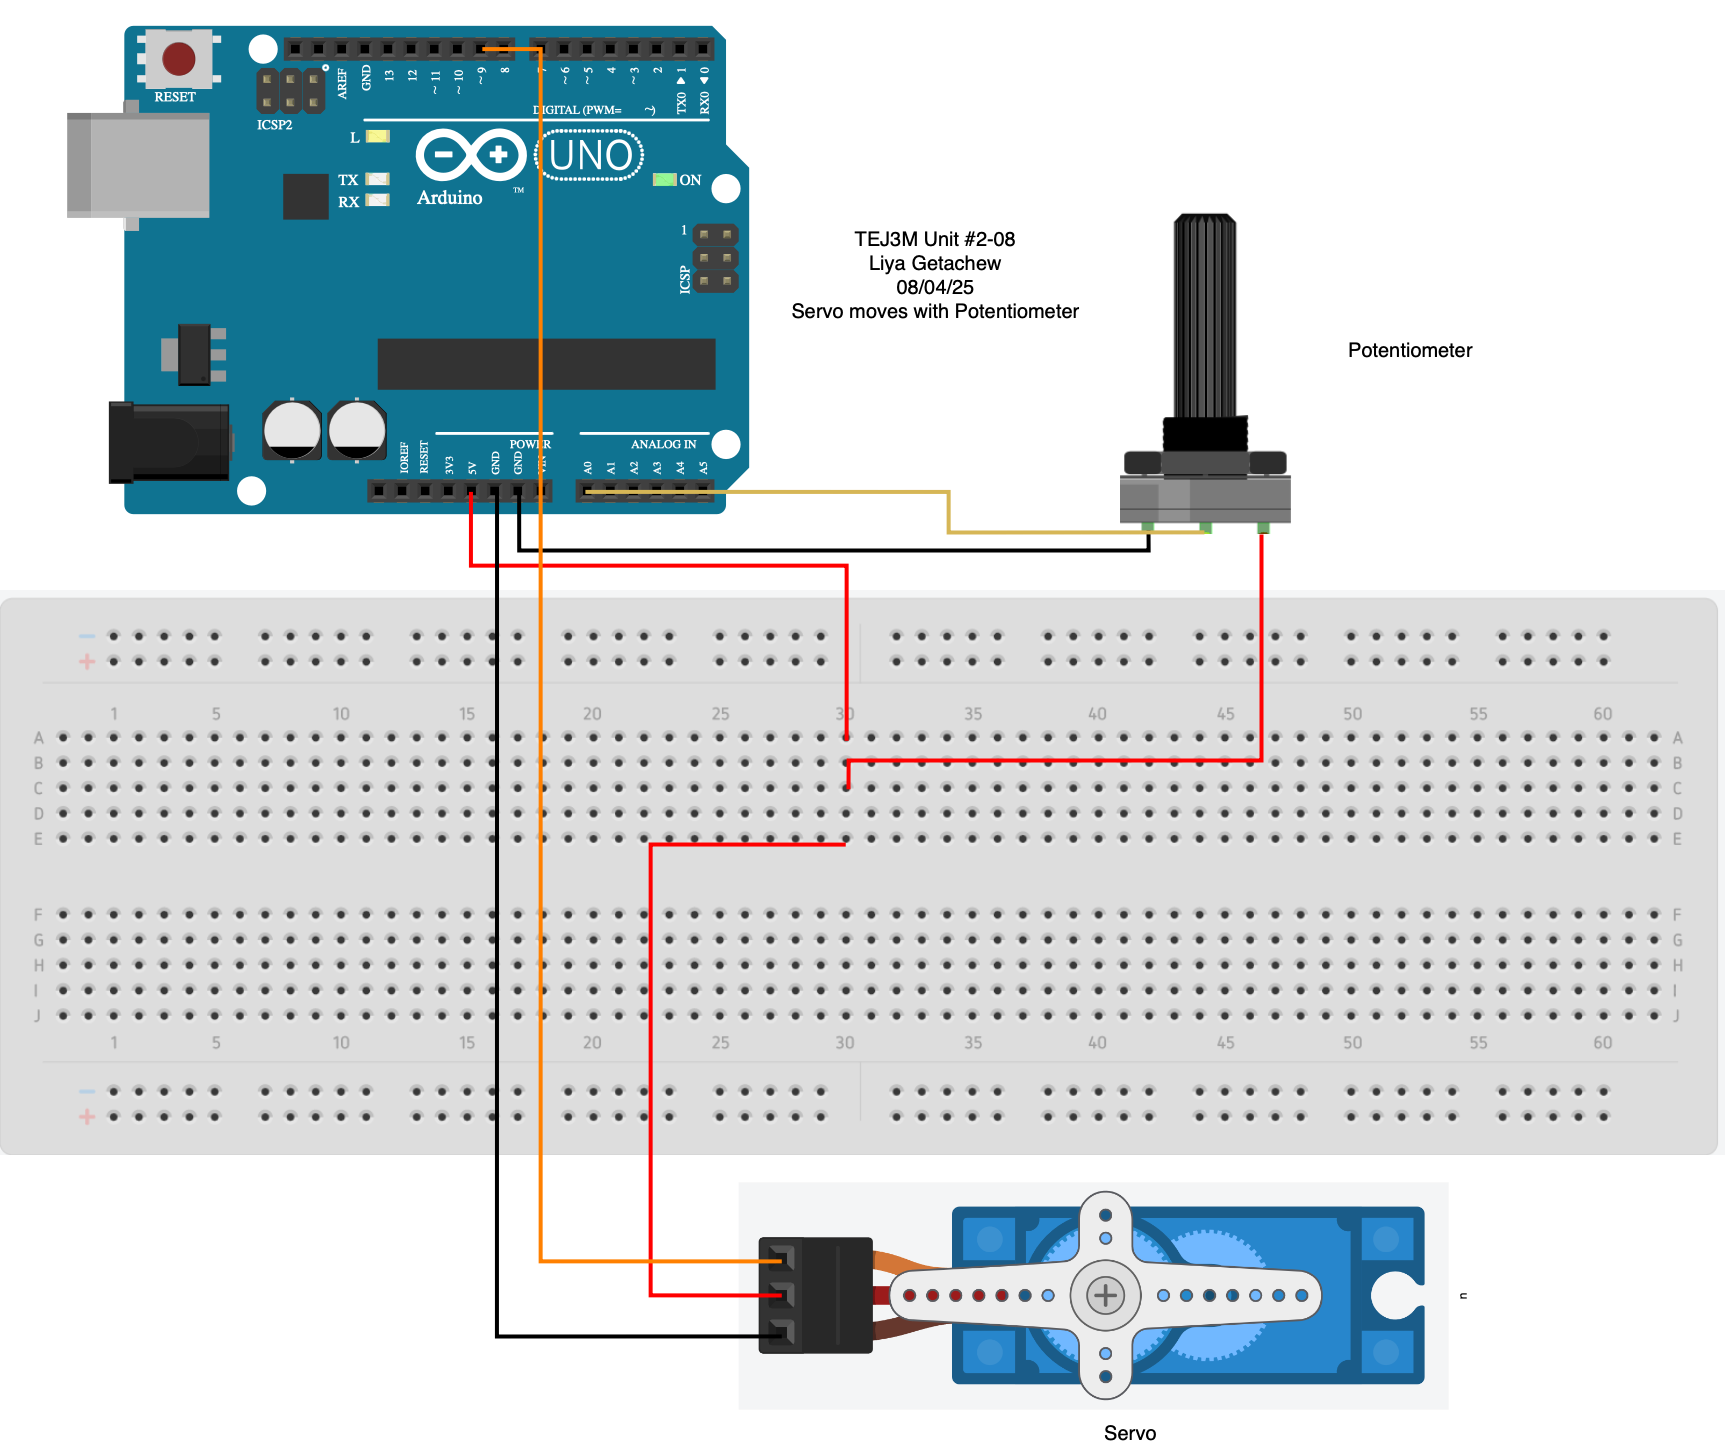 RESET
ICSP2
AREF
GND
13
12
~ 11
~ 10
~ 9
8
7
~ 6
~ 5
4
~ 3
2
TX0 ▶ 1
RX0 ◀ 0
DIGITAL (PWM= ~)
L
TX
RX
Arduino
™
UNO
ON
1
ICSP
TEJ3M Unit #2-08
Liya Getachew
08/04/25
Servo moves with Potentiometer
Potentiometer
POWER
ANALOG IN
IOREF
RESET
3V3
5V
GND
GND
VIN
A0
A1
A2
A3
A4
A5
− 
+
1 5 10 15 20 25 30 35 40 45 50 55 60
A A
B B
C C
D D
E E
F F
G G
H H
I I
J J
1 5 10 15 20 25 30 35 40 45 50 55 60
−
+
Servo